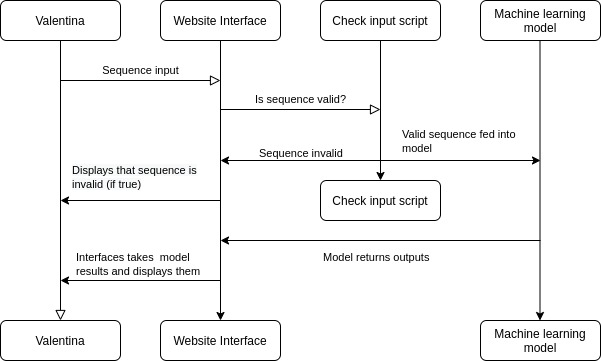 Valentina
Website Interface
Check input script
Machine learning
model
Sequence input
Is sequence valid?
Valid sequence fed into
model
Sequence invalid
Displays that sequence is
invalid (if true)
Check input script
Model returns outputs
Interfaces takes model
results and displays them
Valentina
Website Interface
Machine learning
model